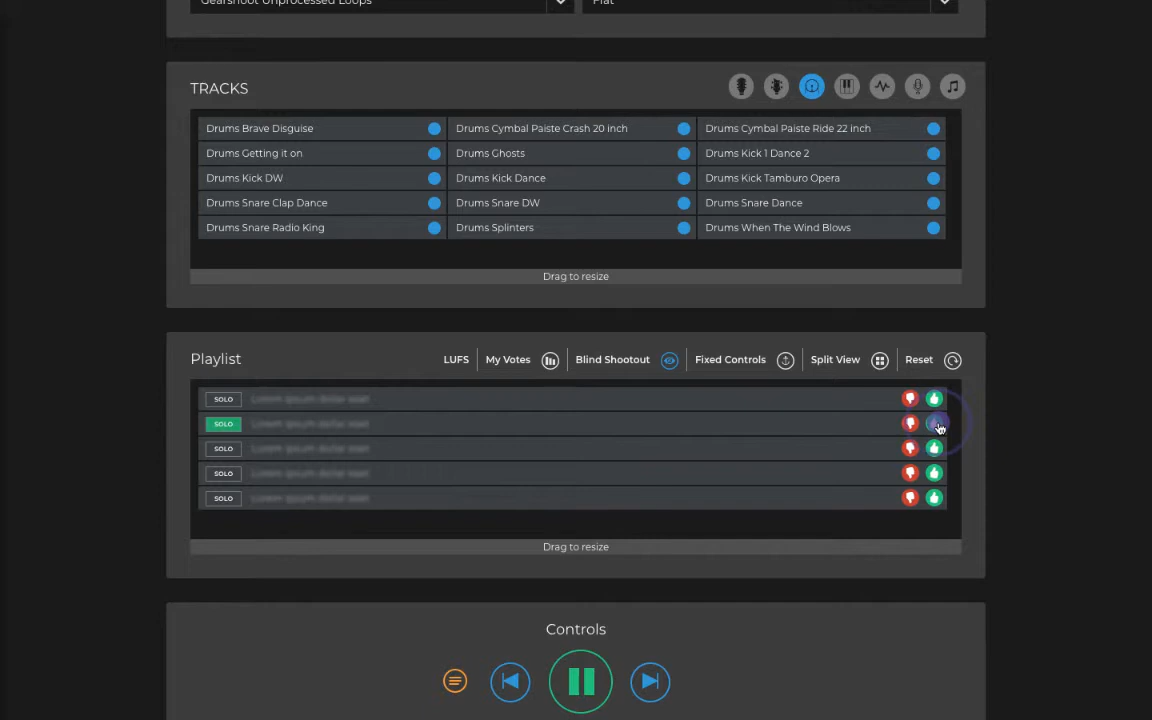 Gearshoot Unprocessed Loops Flat
TRACKS
Drums Brave Disguise Drums Cymbal Paiste Crash 20 inch Drums Cymbal Paiste Ride 22 inch
Drums Getting it on Drums Ghosts Drums Kick 1 Dance 2
Drums Kick DW Drums Kick Dance Drums Kick Tamburo Opera
Drums Snare Clap Dance Drums Snare DW Drums Snare Dance
Drums Snare Radio King Drums Splinters Drums When The Wind Blows
Drag to resize
Playlist LUFS My Votes Blind Shootout Fixed Controls Split View Reset
SOLO
SOLO
SOLO
SOLO
SOLO
Drag to resize
Controls